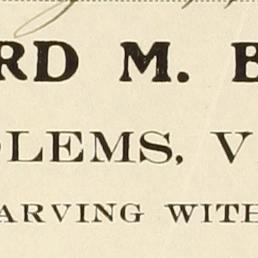 RD M. B
OLEMS, V
ARVING WITH